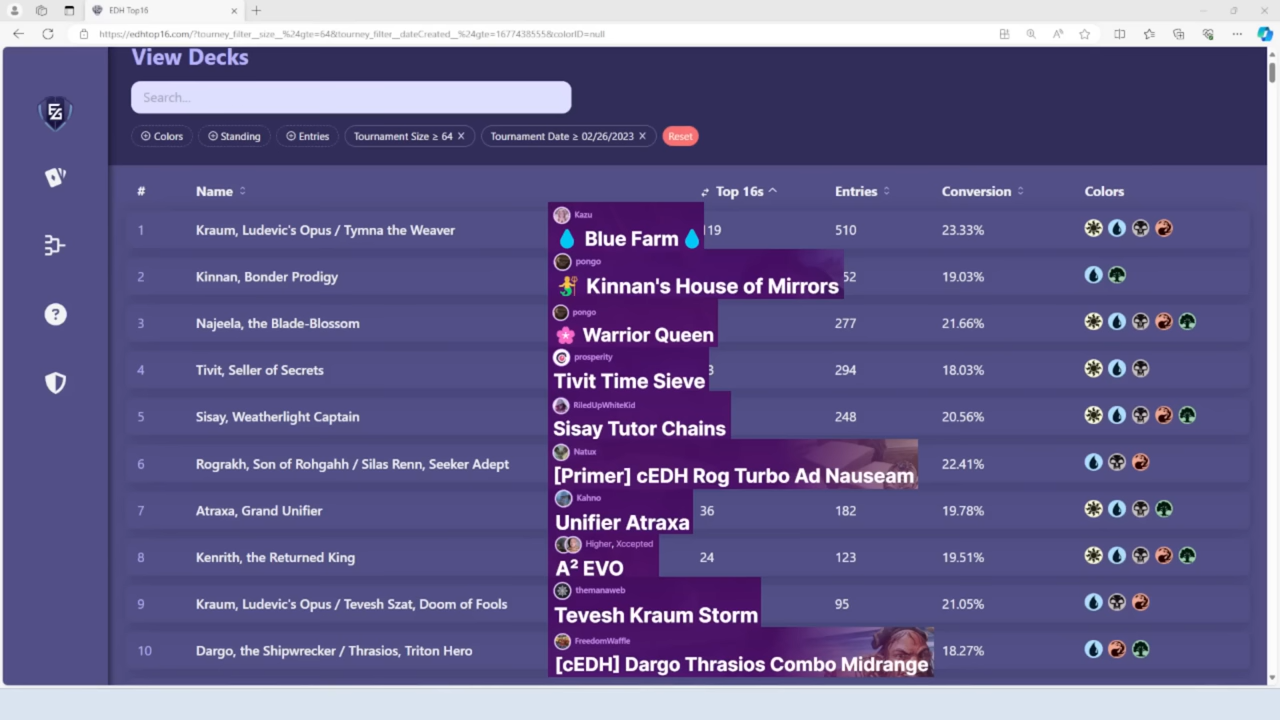 EDH Top16
https://edhtop16.com/?tourney_filter__size__%24gte=64&tourney_filter__dateCreated__%24gte=1677438555&colorID=null
View Decks
Search...
Colors Standing Entries Tournament Size ≥ 64 × Tournament Date ≥ 02/26/2023 × Reset
# Name Top 16s Entries Conversion Colors
Kazu
1 Kraum, Ludevic's Opus / Tymna the Weaver 💧 Blue Farm 💧 119 510 23.33%
pongo
2 Kinnan, Bonder Prodigy 🧜 Kinnan's House of Mirrors 52 19.03%
pongo
3 Najeela, the Blade-Blossom 🌸 Warrior Queen 277 21.66%
prosperity
4 Tivit, Seller of Secrets Tivit Time Sieve 3 294 18.03%
RiledUpWhiteKid
5 Sisay, Weatherlight Captain Sisay Tutor Chains 248 20.56%
Natux
6 Rograkh, Son of Rohgahh / Silas Renn, Seeker Adept [Primer] cEDH Rog Turbo Ad Nauseam 22.41%
Kahno
7 Atraxa, Grand Unifier Unifier Atraxa 36 182 19.78%
Higher, Xccepted
8 Kenrith, the Returned King A² EVO 24 123 19.51%
themanaweb
9 Kraum, Ludevic's Opus / Tevesh Szat, Doom of Fools Tevesh Kraum Storm 95 21.05%
FreedomWaffle
10 Dargo, the Shipwrecker / Thrasios, Triton Hero [cEDH] Dargo Thrasios Combo Midrange 18.27%